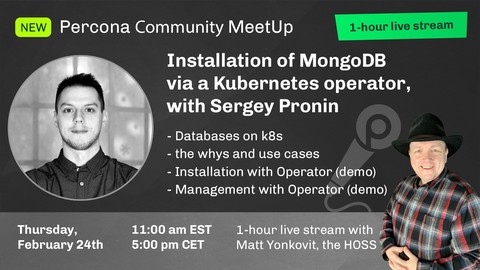 NEW
Percona Community MeetUp
1-hour live stream
Installation of MongoDB
via a Kubernetes operator,
with Sergey Pronin
- Databases on k8s
- the whys and use cases
- Installation with Operator (demo)
- Management with Operator (demo)
Thursday,
February 24th
11:00 am EST
5:00 pm CET
1-hour live stream with
Matt Yonkovit, the HOSS